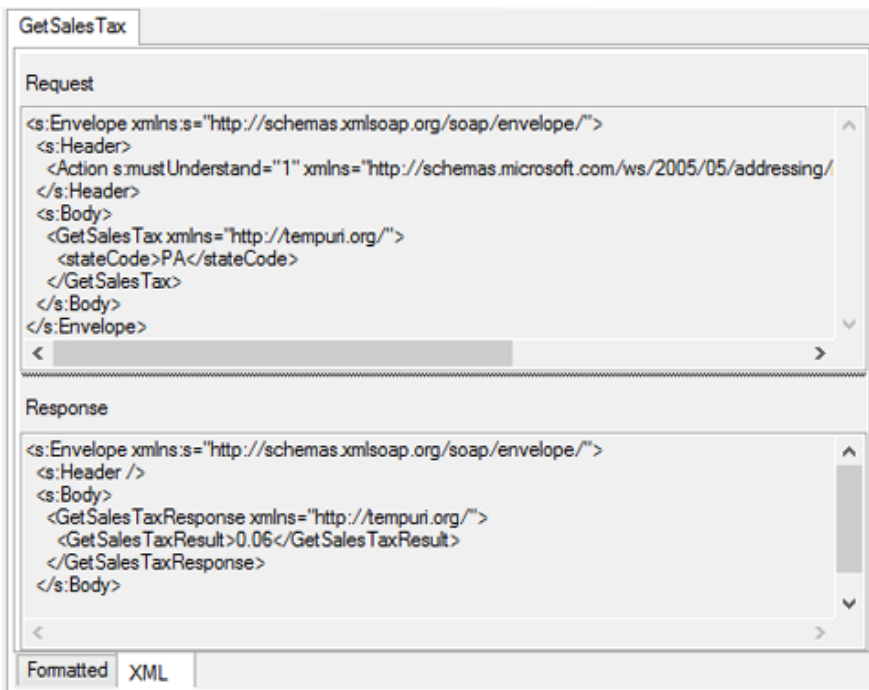 GetSalesTax
Request
<s:Envelope xmlns:s="http://schemas.xmlsoap.org/soap/envelope/">
<s:Header>
<Action s:mustUnderstand="1" xmlns="http://schemas.microsoft.com/ws/2005/05/addressing/
</s:Header>
<s:Body>
<GetSalesTax xmlns="http://tempuri.org/">
<stateCode>PA</stateCode>
</GetSalesTax>
</s:Body>
</s:Envelope>
Response
<s:Envelope xmlns:s="http://schemas.xmlsoap.org/soap/envelope/">
<s:Header />
<s:Body>
<GetSalesTaxResponse xmlns="http://tempuri.org/">
<GetSalesTaxResult>0.06</GetSalesTaxResult>
</GetSalesTaxResponse>
</s:Body>
Formatted XML